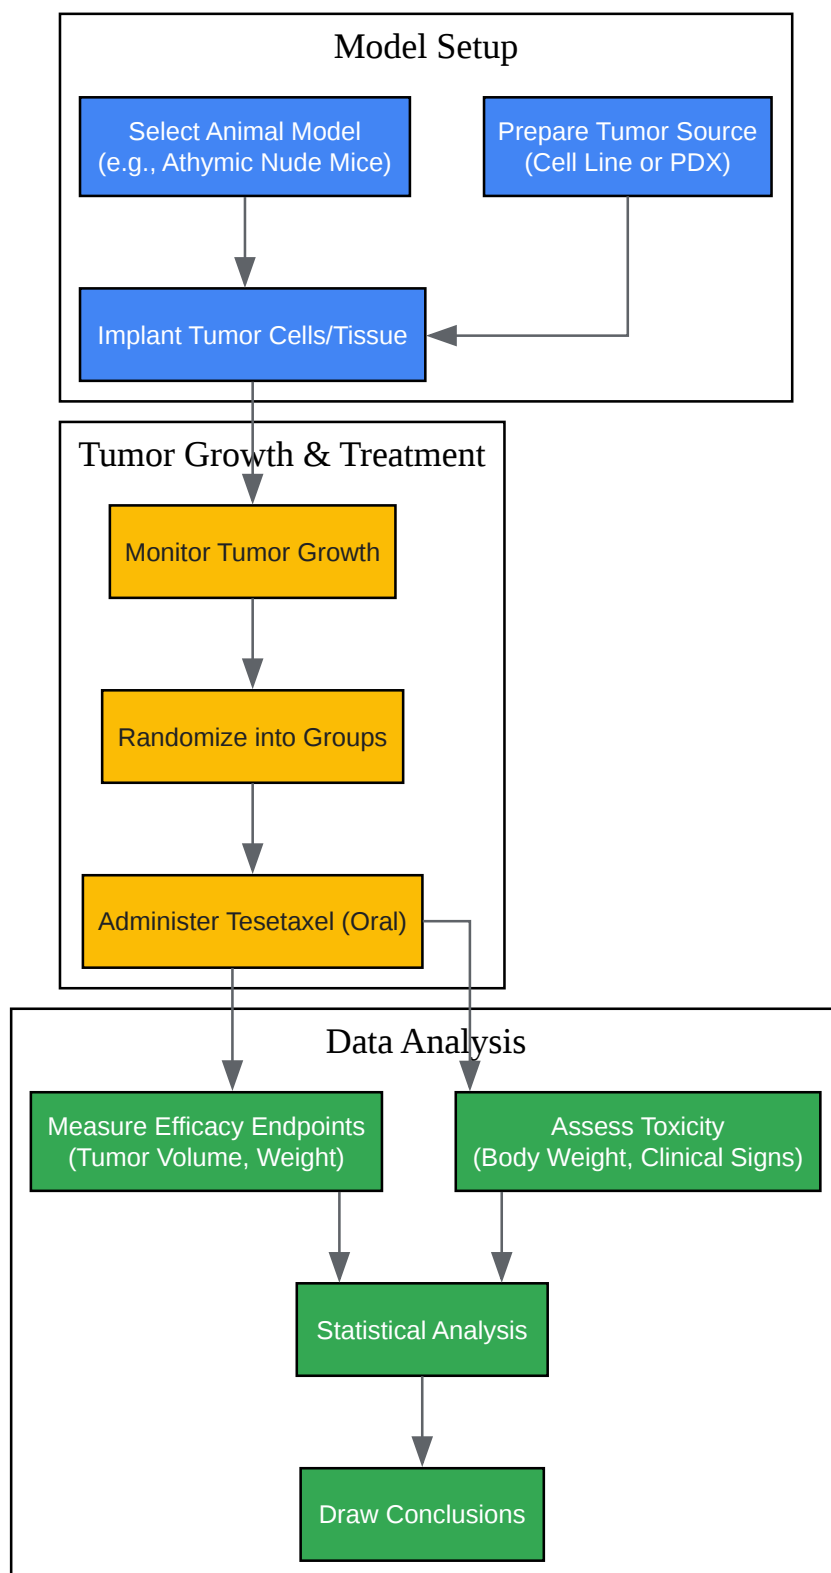 Model Setup
Select Animal Model
(e.g., Athymic Nude Mice)
Prepare Tumor Source
(Cell Line or PDX)
Implant Tumor Cells/Tissue
Tumor Growth & Treatment
Monitor Tumor Growth
Randomize into Groups
Administer Tesetaxel (Oral)
Data Analysis
Measure Efficacy Endpoints
(Tumor Volume, Weight)
Assess Toxicity
(Body Weight, Clinical Signs)
Statistical Analysis
Draw Conclusions